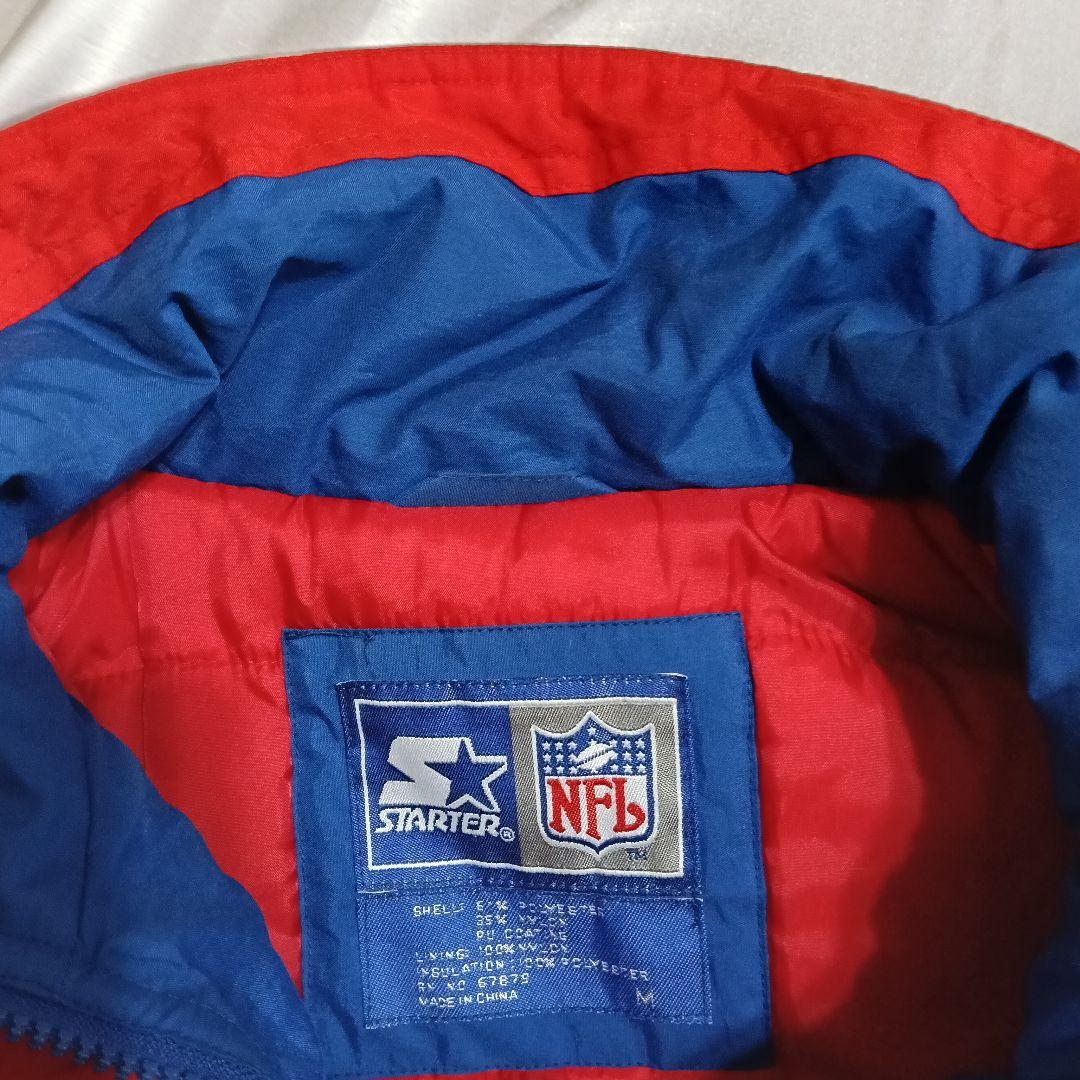 STARTER®
NFL
TM
SHELL: POLYESTER
35% NYLON
PU COATING
LINING: 100% NYLON
INSULATION: 100% POLYESTER
RN NO 67879
MADE IN CHINA
M